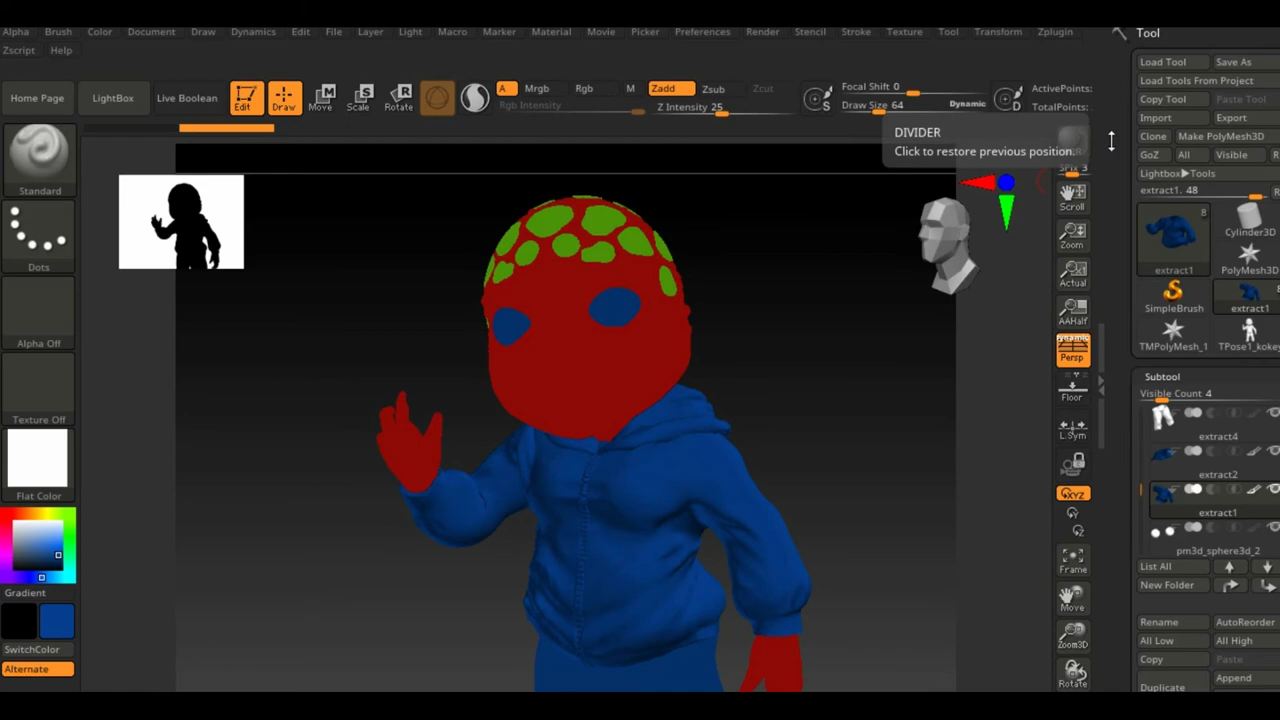 Alpha Brush Color Document Draw Dynamics Edit File Layer Light Macro Marker Material Movie Picker Preferences Render Stencil Stroke Texture Tool Transform Zplugin
Zscript Help
Home Page LightBox Live Boolean Edit Draw Move Scale Rotate
A Mrgb Rgb M Zadd Zsub Zcut
Rgb Intensity Z Intensity 25
Focal Shift 0
Draw Size 64 Dynamic
S
D
ActivePoints:
TotalPoints:
DIVIDER
Click to restore previous position.
Standard
Dots
Alpha Off
Texture Off
Flat Color
Gradient
SwitchColor
Alternate
SPix 3
Scroll
Zoom
Actual
AAHalf
Dynamic
Persp
Floor
L.Sym
XYZ
Frame
Move
Zoom3D
Rotate
Tool
Load Tool Save As
Load Tools From Project
Copy Tool Paste Tool
Import Export
Clone Make PolyMesh3D
GoZ All Visible R
Lightbox▶Tools
extract1. 48
8
extract1
Cylinder3D
PolyMesh3D
SimpleBrush
8
extract1
TMPolyMesh_1 TPose1_kokey
Subtool
Visible Count 4
extract4
extract2
extract1
pm3d_sphere3d_2
List All
New Folder
Rename AutoReorder
All Low All High
Copy Paste
Duplicate Append